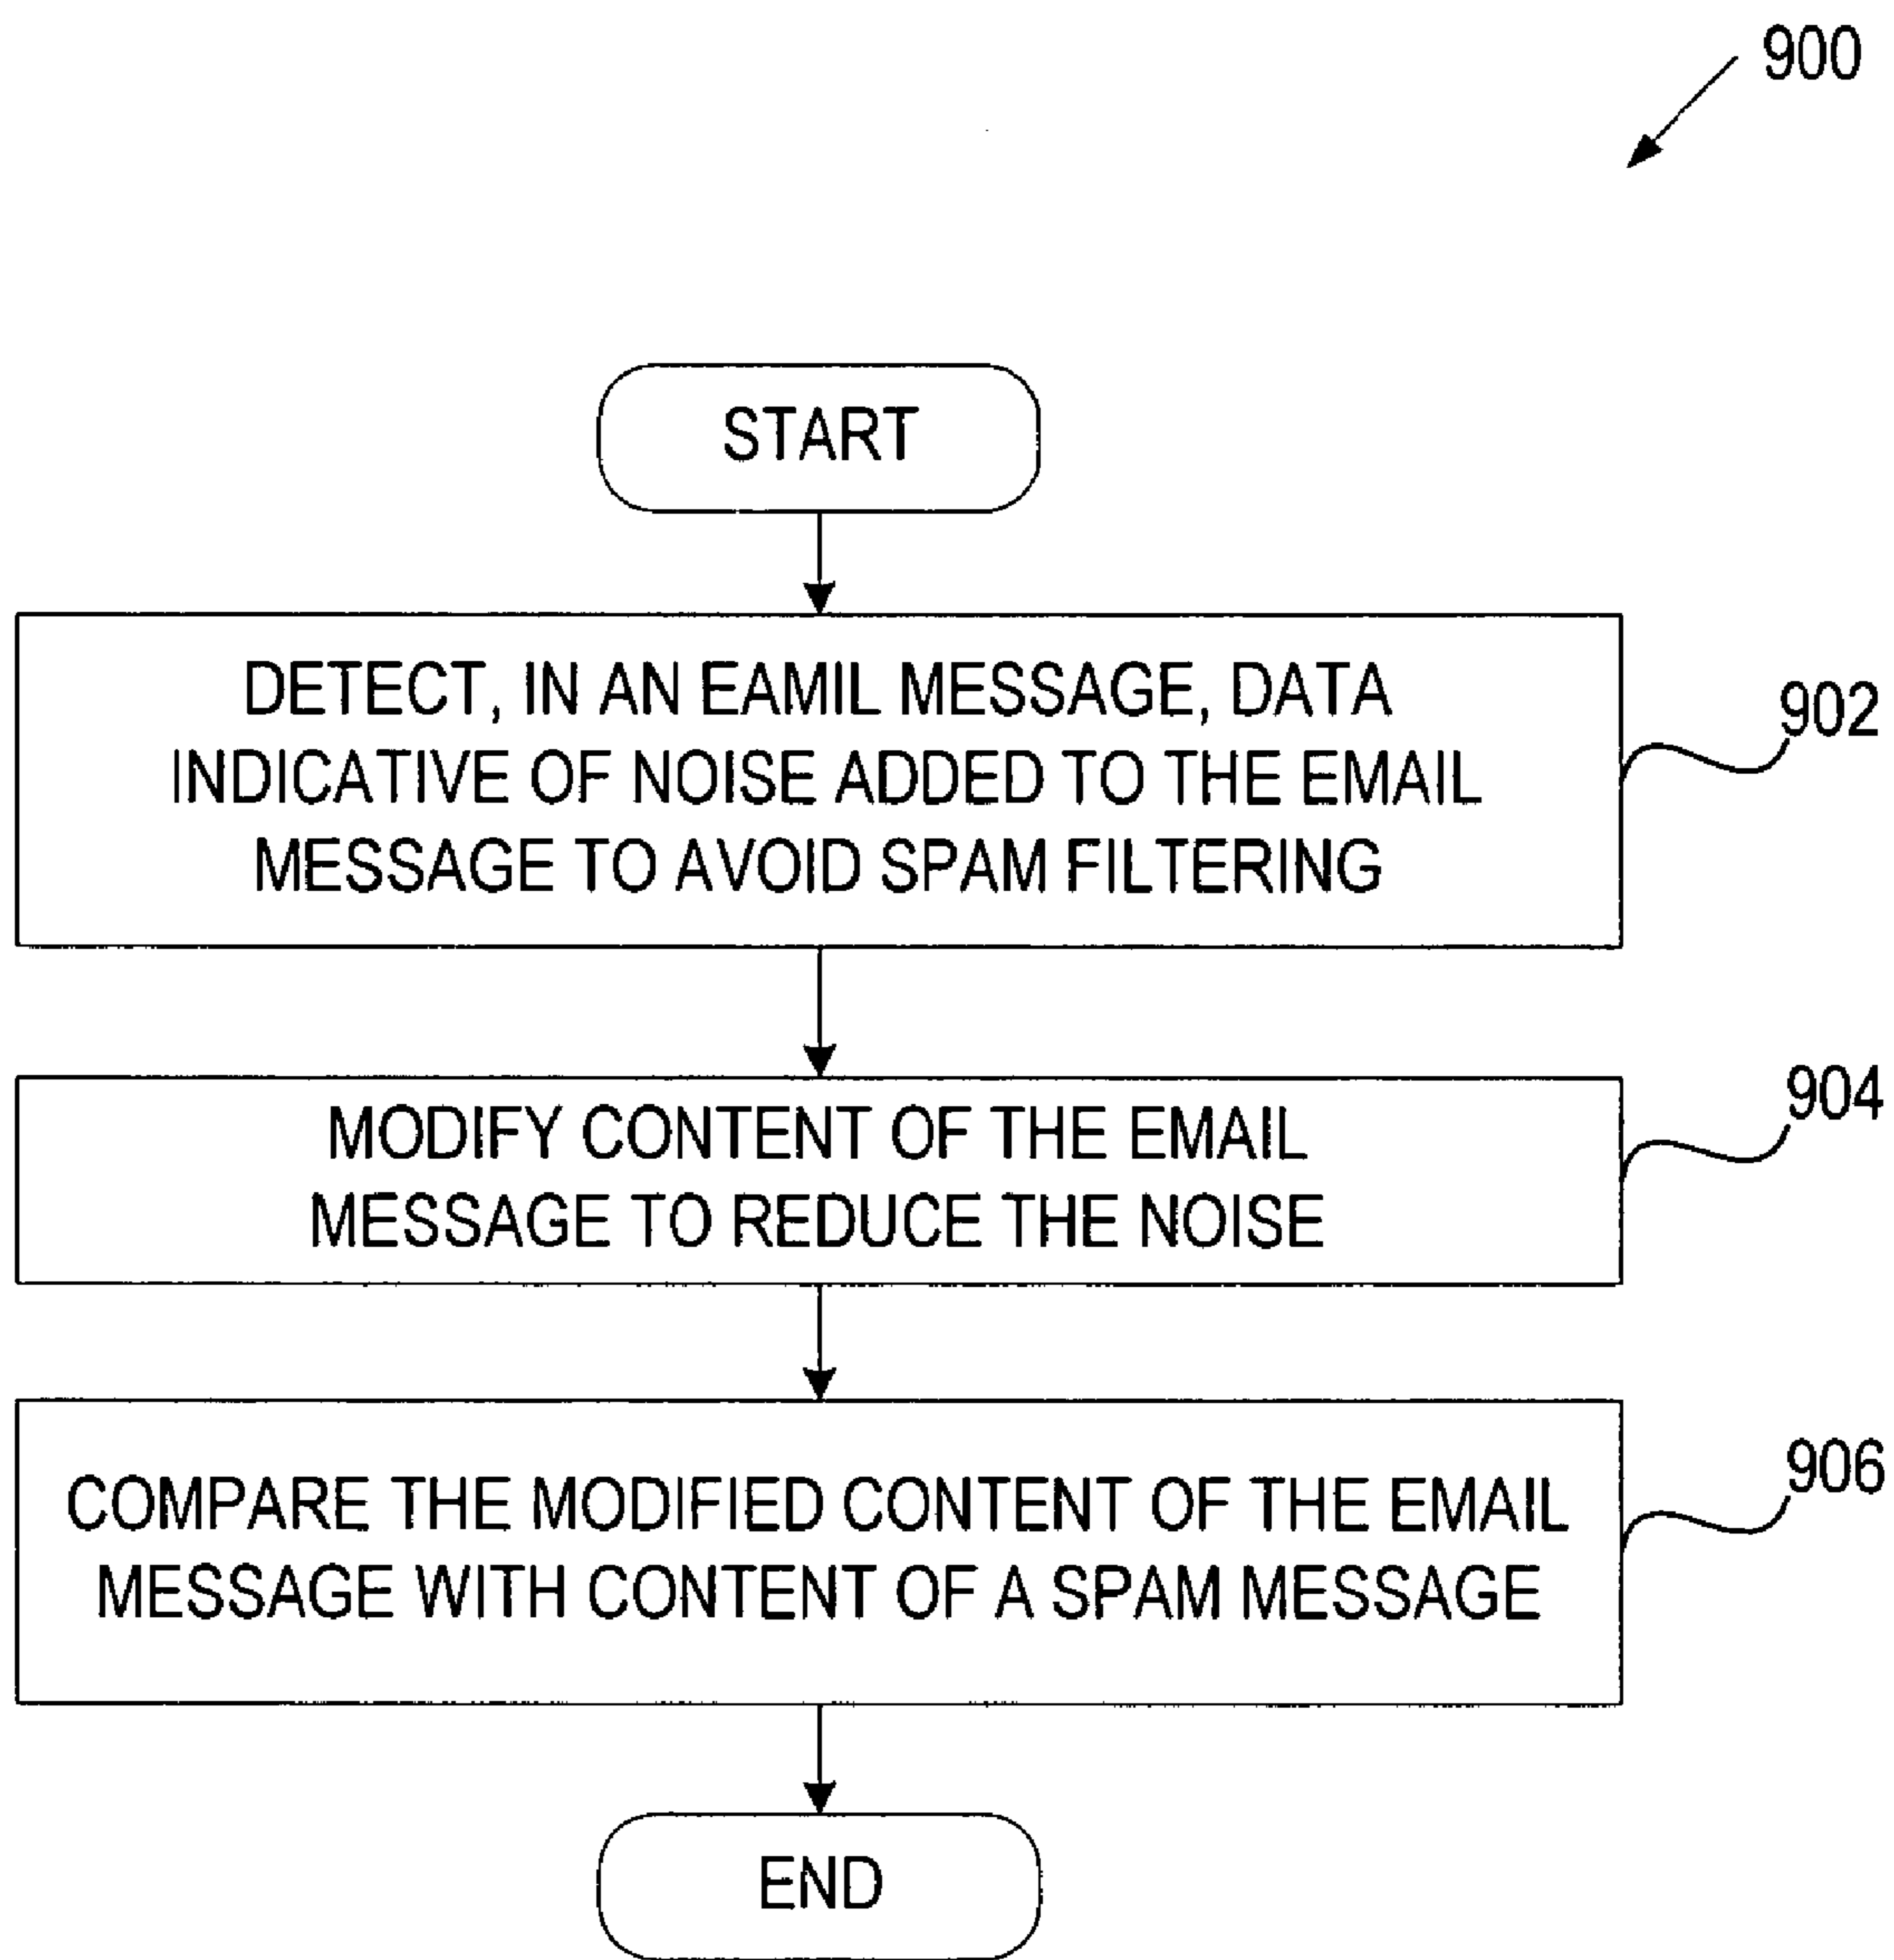 900
START
DETECT, IN AN EAMIL MESSAGE, DATA
INDICATIVE OF NOISE ADDED TO THE EMAIL
MESSAGE TO AVOID SPAM FILTERING
902
MODIFY CONTENT OF THE EMAIL
MESSAGE TO REDUCE THE NOISE
904
COMPARE THE MODIFIED CONTENT OF THE EMAIL
MESSAGE WITH CONTENT OF A SPAM MESSAGE
906
END